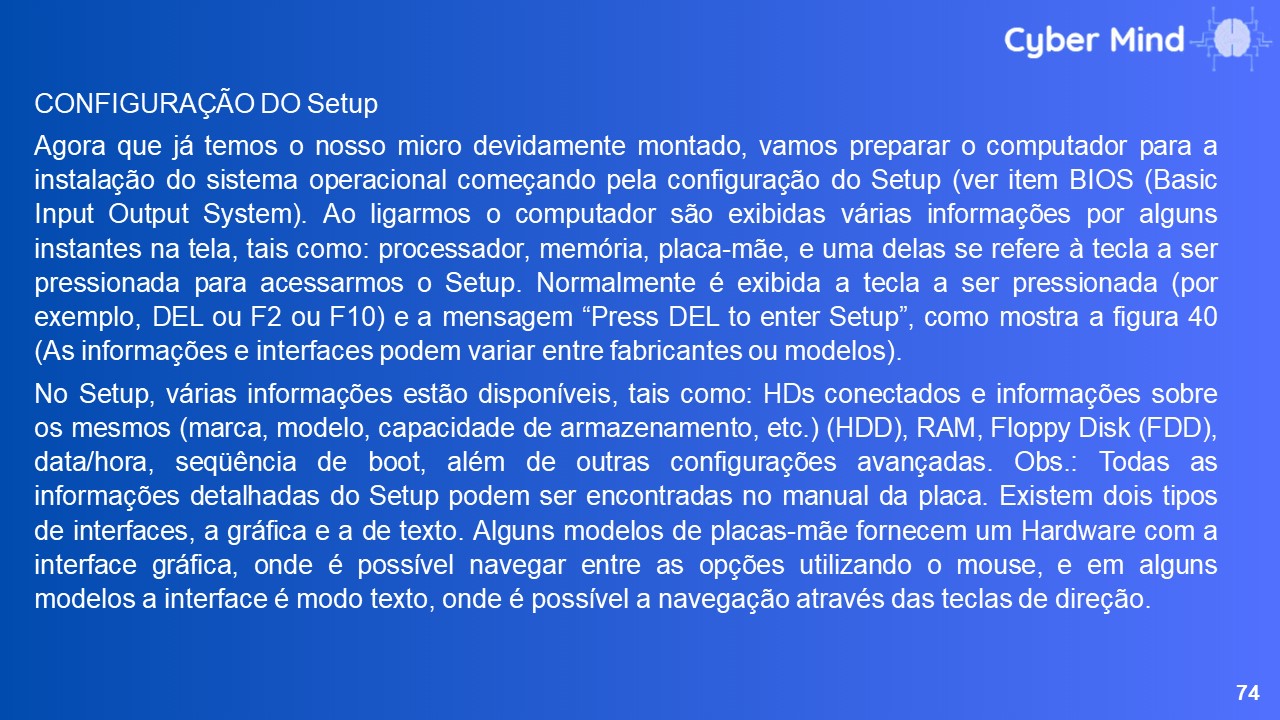 Cyber Mind
CONFIGURAÇÃO DO Setup
Agora que já temos o nosso micro devidamente montado, vamos preparar o computador para a
instalação do sistema operacional começando pela configuração do Setup (ver item BIOS (Basic
Input Output System). Ao ligarmos o computador são exibidas várias informações por alguns
instantes na tela, tais como: processador, memória, placa-mãe, e uma delas se refere à tecla a ser
pressionada para acessarmos o Setup. Normalmente é exibida a tecla a ser pressionada (por
exemplo, DEL ou F2 ou F10) e a mensagem “Press DEL to enter Setup”, como mostra a figura 40
(As informações e interfaces podem variar entre fabricantes ou modelos).
No Setup, várias informações estão disponíveis, tais como: HDs conectados e informações sobre
os mesmos (marca, modelo, capacidade de armazenamento, etc.) (HDD), RAM, Floppy Disk (FDD),
data/hora, seqüência de boot, além de outras configurações avançadas. Obs.: Todas as
informações detalhadas do Setup podem ser encontradas no manual da placa. Existem dois tipos
de interfaces, a gráfica e a de texto. Alguns modelos de placas-mãe fornecem um Hardware com a
interface gráfica, onde é possível navegar entre as opções utilizando o mouse, e em alguns
modelos a interface é modo texto, onde é possível a navegação através das teclas de direção.
74